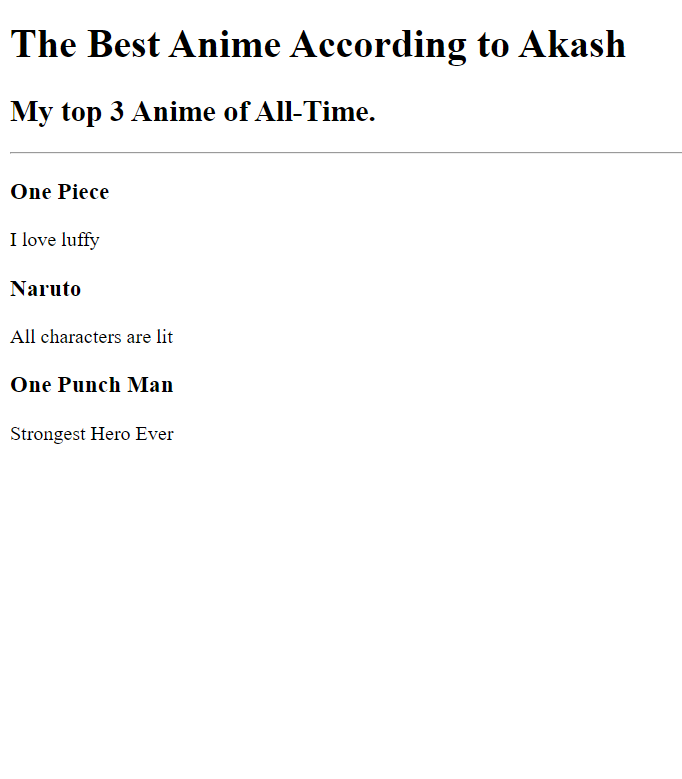 The Best Anime According to Akash
My top 3 Anime of All-Time.
One Piece
I love luffy
Naruto
All characters are lit
One Punch Man
Strongest Hero Ever